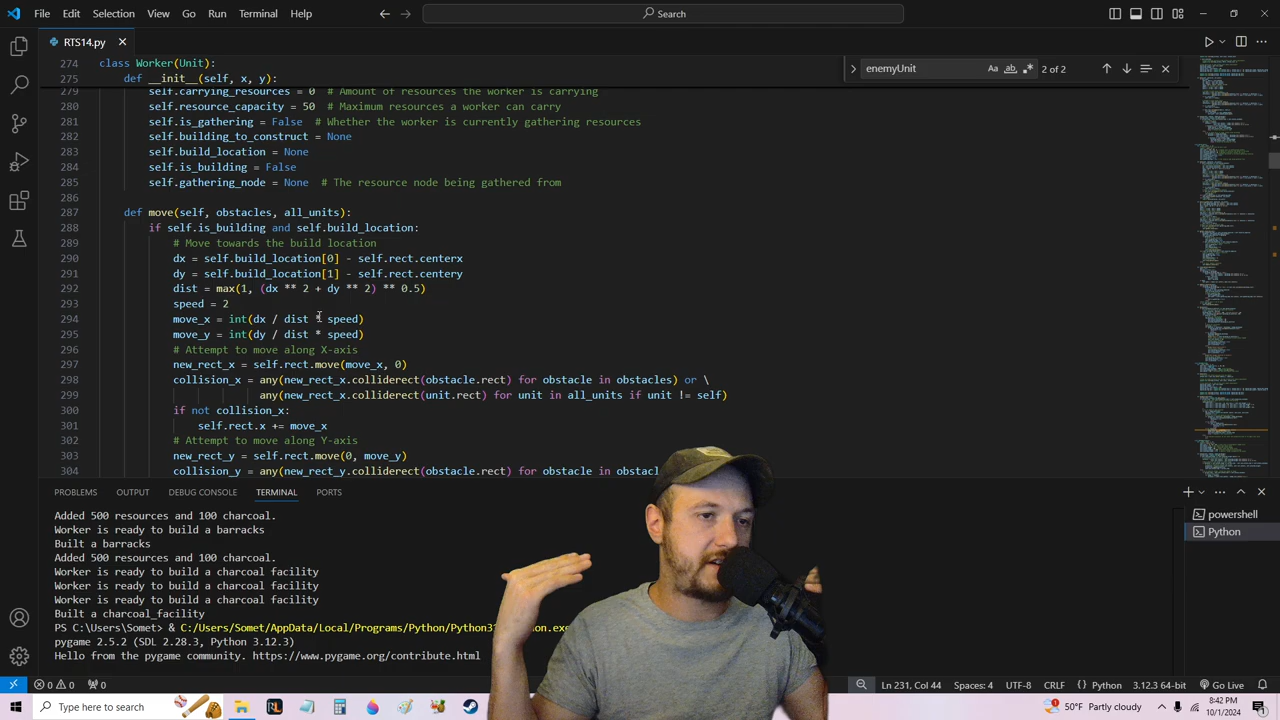 File Edit Selection View Go Run Terminal Help
Search
RTS14.py
274 class Worker(Unit):
275 def __init__(self, x, y):
enemyUnit
Aa ab
2 of 2
279 self.carrying_resources = 0 # Amount of resources the worker is carrying
280 self.resource_capacity = 50 # Maximum resources a worker can carry
281 self.is_gathering = False # Whether the worker is currently gathering resources
282 self.building_to_construct = None
283 self.build_location = None
284 self.is_building = False
285 self.gathering_node = None # The resource node being gathered from
286
287 def move(self, obstacles, all_units):
288 if self.is_building and self.build_location:
289 # Move towards the build location
290 dx = self.build_location[0] - self.rect.centerx
291 dy = self.build_location[1] - self.rect.centery
292 dist = max(1, (dx ** 2 + dy ** 2) ** 0.5)
293 speed = 2
294 move_x = int(dx / dist * speed)
295 move_y = int(dy / dist * speed)
296 # Attempt to move along X-axis
297 new_rect_x = self.rect.move(move_x, 0)
298 collision_x = any(new_rect_x.colliderect(obstacle.rect) for obstacle in obstacles) or \
299 any(new_rect_x.colliderect(unit.rect) for unit in all_units if unit != self)
300 if not collision_x:
301 self.rect.x += move_x
302 # Attempt to move along Y-axis
303 new_rect_y = self.rect.move(0, move_y)
304 collision_y = any(new_rect_y.colliderect(obstacle.rect) for obstacle in obstac
PROBLEMS OUTPUT DEBUG CONSOLE TERMINAL PORTS
powershell
Python
Added 500 resources and 100 charcoal.
Worker is ready to build a barracks
Built a barracks
Added 500 resources and 100 charcoal.
Worker is ready to build a charcoal facility
Worker is ready to build a charcoal facility
Worker is ready to build a charcoal facility
Built a charcoal_facility
PS C:\Users\Somet> & C:/Users/Somet/AppData/Local/Programs/Python/Python31
pygame 2.5.2 (SDL 2.28.3, Python 3.12.3)
Hello from the pygame community. https://www.pygame.org/contribute.html
0 0 0
Ln 231, Col 44 Spaces: 4 UTF-8 CRLF Python 3.12.3 64-bit Go Live
Type here to search
50°F Partly cloudy
8:42 PM
10/1/2024